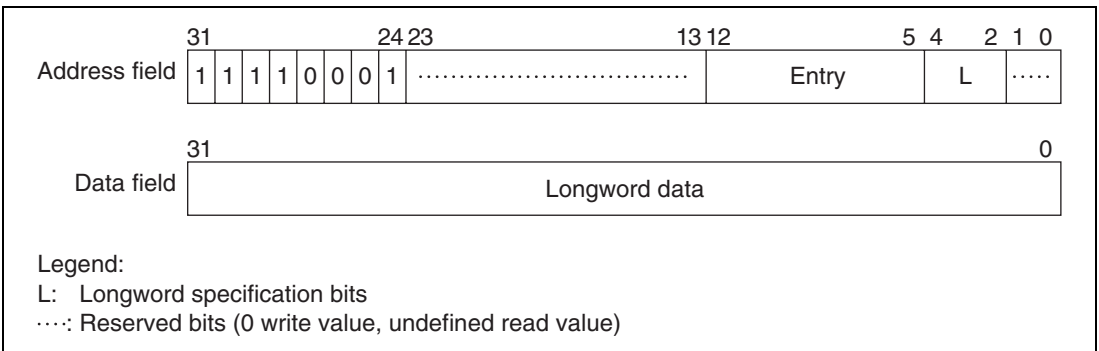 31 24 23 13 12 5 4 2 1 0
Address field 1 1 1 1 0 0 0 1 ................................. Entry L .....
31 0
Data field Longword data
Legend:
L: Longword specification bits
····: Reserved bits (0 write value, undefined read value)